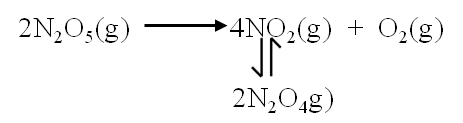 2N₂O₅(g) ⟶ 4NO₂(g) + O₂(g)
⇌
2N₂O₄g)